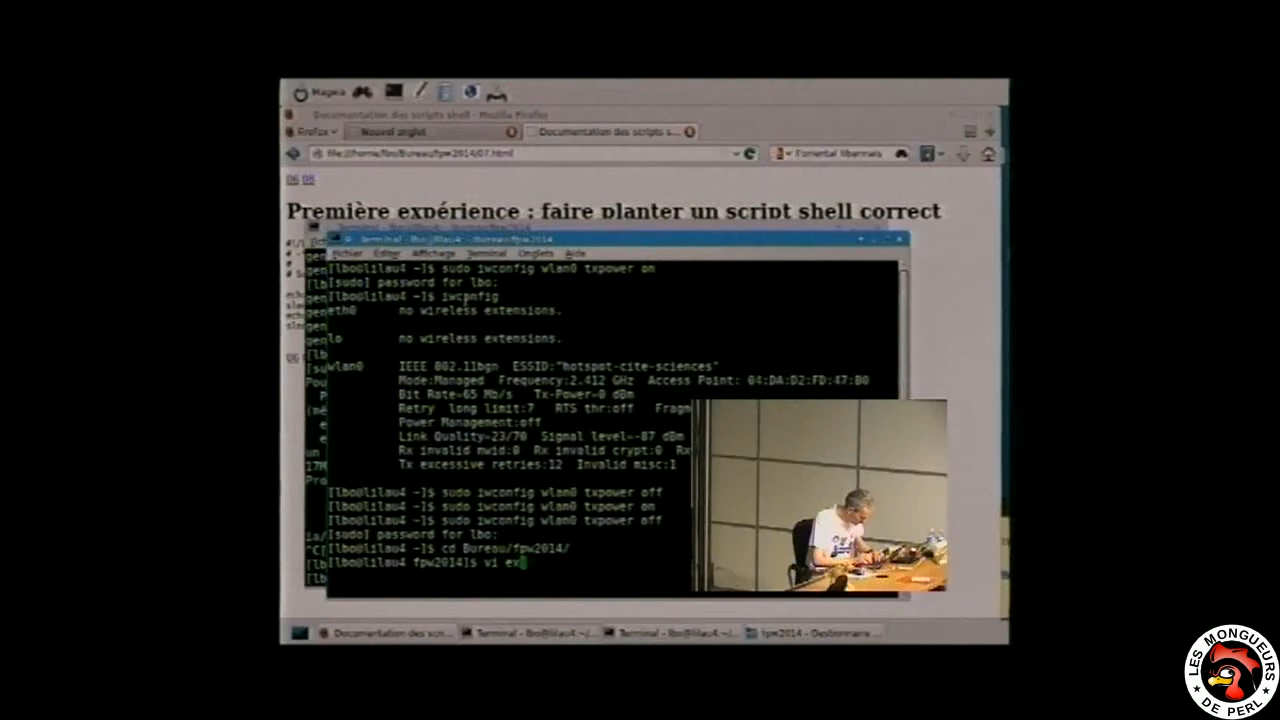 Mageia
Documentation des scripts shell - Mozilla Firefox
Firefox
Nouvel onglet
Documentation des scripts s...
file:///home/lbo/Bureau/fpw2014/07.html
06 08
Première expérience : faire planter un script shell correct
Terminal - lbo@lilau4:~/Bureau/fpw2014
Fichier Editer Affichage Terminal Onglets Aide
[lbo@lilau4 ~]$ sudo iwconfig wlan0 txpower on
[sudo] password for lbo:
[lbo@lilau4 ~]$ iwconfig
eth0 no wireless extensions.
lo no wireless extensions.
wlan0 IEEE 802.11bgn ESSID:"hotspot-cite-sciences"
Mode:Managed Frequency:2.412 GHz Access Point: 04:DA:D2:FD:47:B0
Bit Rate=65 Mb/s Tx-Power=0 dBm
Retry long limit:7 RTS thr:off Fragm
Power Management:off
Link Quality=23/70 Signal level=-87 dBm
Rx invalid nwid:0 Rx invalid crypt:0 Rx
Tx excessive retries:12 Invalid misc:1
[lbo@lilau4 ~]$ sudo iwconfig wlan0 txpower off
[lbo@lilau4 ~]$ sudo iwconfig wlan0 txpower on
[lbo@lilau4 ~]$ sudo iwconfig wlan0 txpower off
[sudo] password for lbo:
[lbo@lilau4 ~]$ cd Bureau/fpw2014/
[lbo@lilau4 fpw2014]$ vi ex
Documentation des scri...
Terminal - lbo@lilau4:~/...
Terminal - lbo@lilau4:~/...
fpw2014 - Gestionnaire ...
LES MONGUEURS
DE PERL